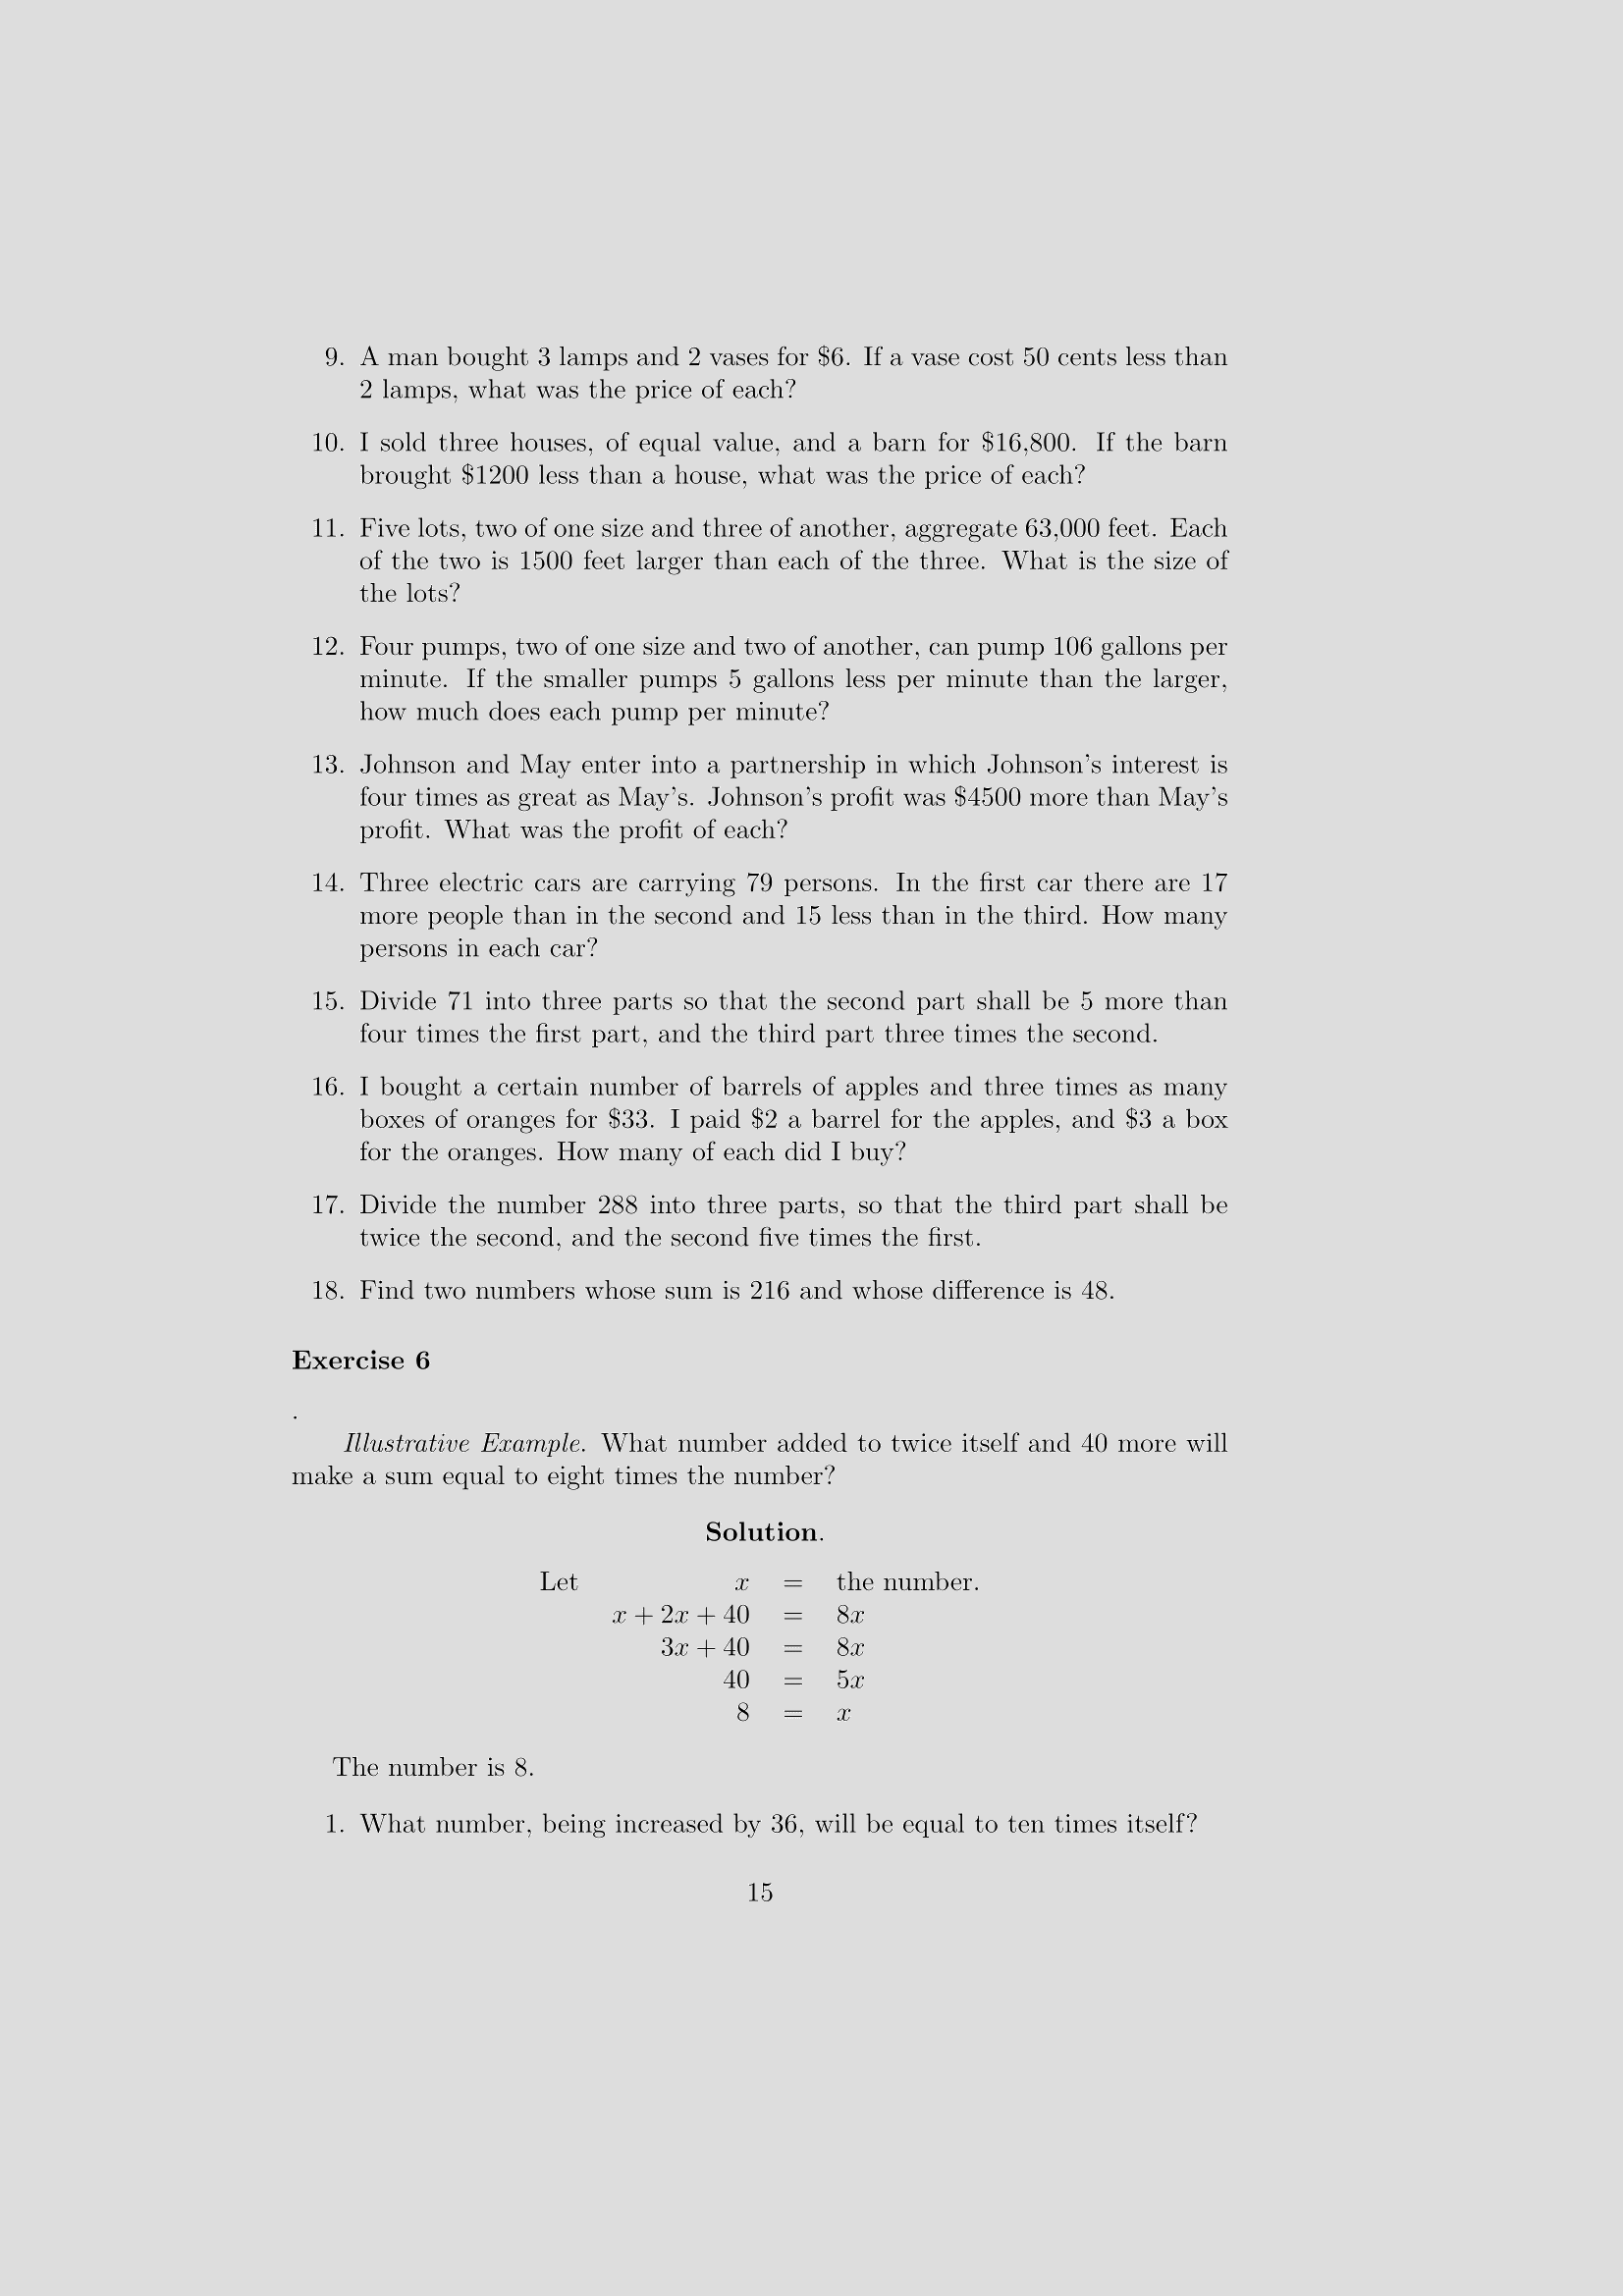 9. A man bought 3 lamps and 2 vases for $6. If a vase cost 50 cents less than
2 lamps, what was the price of each?
10. I sold three houses, of equal value, and a barn for $16,800. If the barn
brought $1200 less than a house, what was the price of each?
11. Five lots, two of one size and three of another, aggregate 63,000 feet. Each
of the two is 1500 feet larger than each of the three. What is the size of
the lots?
12. Four pumps, two of one size and two of another, can pump 106 gallons per
minute. If the smaller pumps 5 gallons less per minute than the larger,
how much does each pump per minute?
13. Johnson and May enter into a partnership in which Johnson's interest is
four times as great as May's. Johnson's profit was $4500 more than May's
profit. What was the profit of each?
14. Three electric cars are carrying 79 persons. In the first car there are 17
more people than in the second and 15 less than in the third. How many
persons in each car?
15. Divide 71 into three parts so that the second part shall be 5 more than
four times the first part, and the third part three times the second.
16. I bought a certain number of barrels of apples and three times as many
boxes of oranges for $33. I paid $2 a barrel for the apples, and $3 a box
for the oranges. How many of each did I buy?
17. Divide the number 288 into three parts, so that the third part shall be
twice the second, and the second five times the first.
18. Find two numbers whose sum is 216 and whose difference is 48.
Exercise 6
.
Illustrative Example. What number added to twice itself and 40 more will
make a sum equal to eight times the number?
Solution.
Let x = the number.
x + 2x + 40 = 8x
3x + 40 = 8x
40 = 5x
8 = x
The number is 8.
1. What number, being increased by 36, will be equal to ten times itself?
15